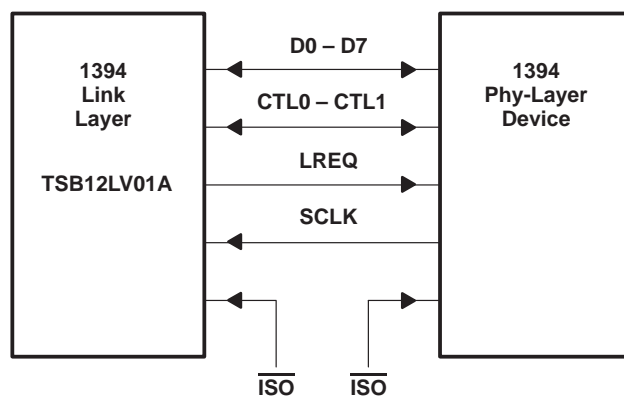 D0 – D7
1394
Link
Layer
1394
Phy-Layer
Device
CTL0 – CTL1
LREQ
TSB12LV01A
SCLK
ISO
ISO